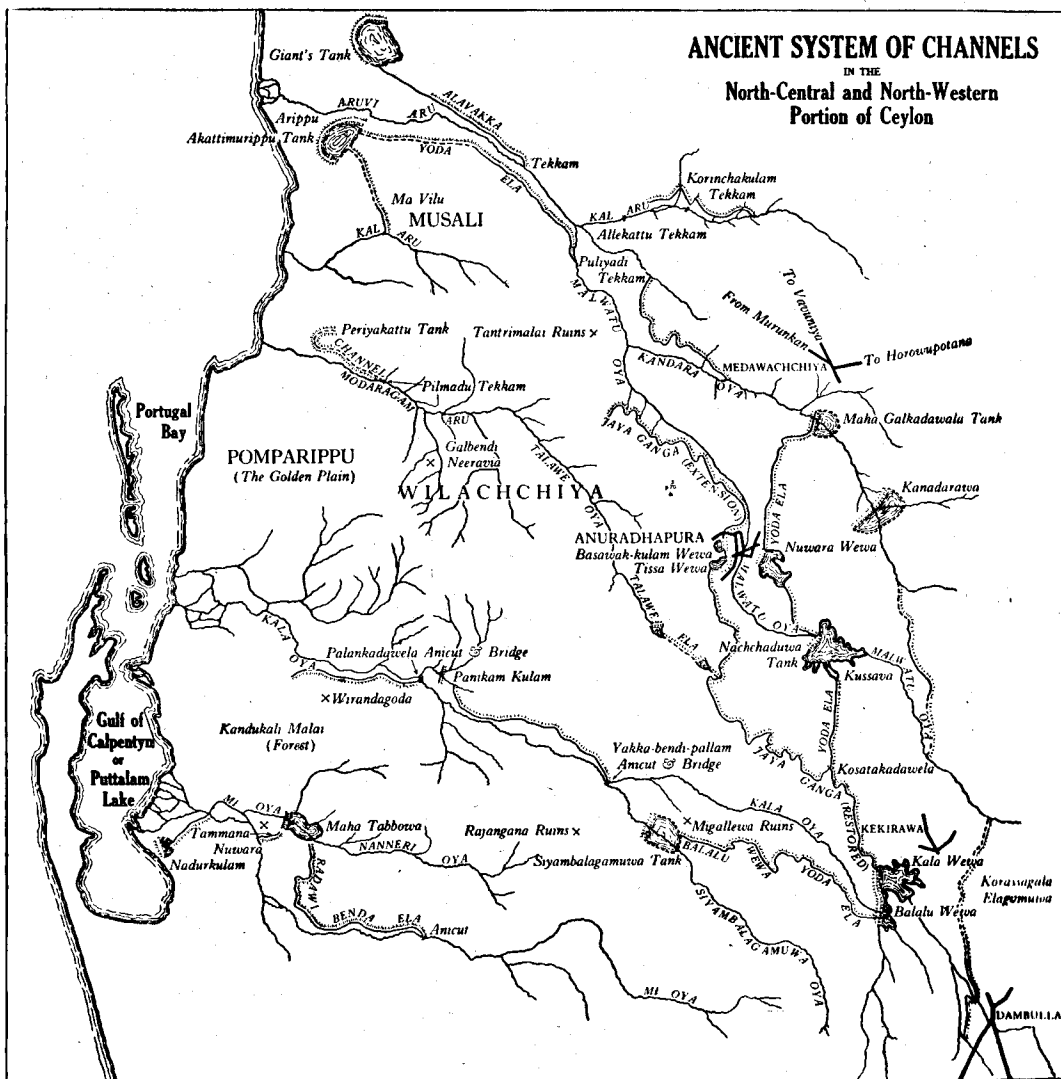 ANCIENT SYSTEM OF CHANNELS
IN THE
North-Central and North-Western
Portion of Ceylon
Giant's Tank
ALAVAKKA
ARUVI
ARU
Arippu
Akattimurippu Tank
YODA
ELA
Tekkam
Korinchakulam
Tekkam
Ma Vilu
MUSALI
KAL
ARU
KAL
ARU
Allekattu Tekkam
Puliyadi
Tekkam
MALWATU
OYA
To Vavuniya
From Murunkan
To Horowupotana
Periyakattu Tank
Tantrimalai Ruins ×
CHANNEL
MODARAGAM
ARU
Pilmadu Tekkam
KANDARA
OYA
MEDAWACHCHIYA
Maha Galkadawala Tank
Portugal
Bay
JAYA GANGA (EXTENSION)
Galbendi
Neeravia
×
POMPARIPPU
(The Golden Plain)
WILACHCHIYA
TALAWE
OYA
YODA ELA
Kanadarawa
ANURADHAPURA
Basawak-kulam Wewa
Tissa Wewa
Nuwara Wewa
MALWATU OYA
TALAWE
ELA
KALA
OYA
Palankadawela Anicut & Bridge
Panikam Kulam
Nachchaduwa
Tank
MALWATU OYA
Kussava
× Wirandagoda
Gulf of
Calpentyn
or
Puttalam
Lake
Kandukali Malai
(Forest)
YODA ELA
Yakka-bendi-pallam
Anicut & Bridge
JAYA GANGA (RESTORED)
Kosatakadawela
KALA
OYA
MI OYA
Tammana ×
Nuwara
Nadurkulam
Maha Tabbowa
NANNERI
OYA
Rajangana Ruins ×
× Migallewa Ruins
KEKIRAWA
Siyambalagamuwa Tank
BALALU
WEWA
YODA
ELA
Kala Wewa
Korawagala
Elagumuwa
RADAWI
BENDA ELA
Anicut
Balalu Wewa
SIYAMBALAGAMUWA
OYA
MI OYA
DAMBULLA